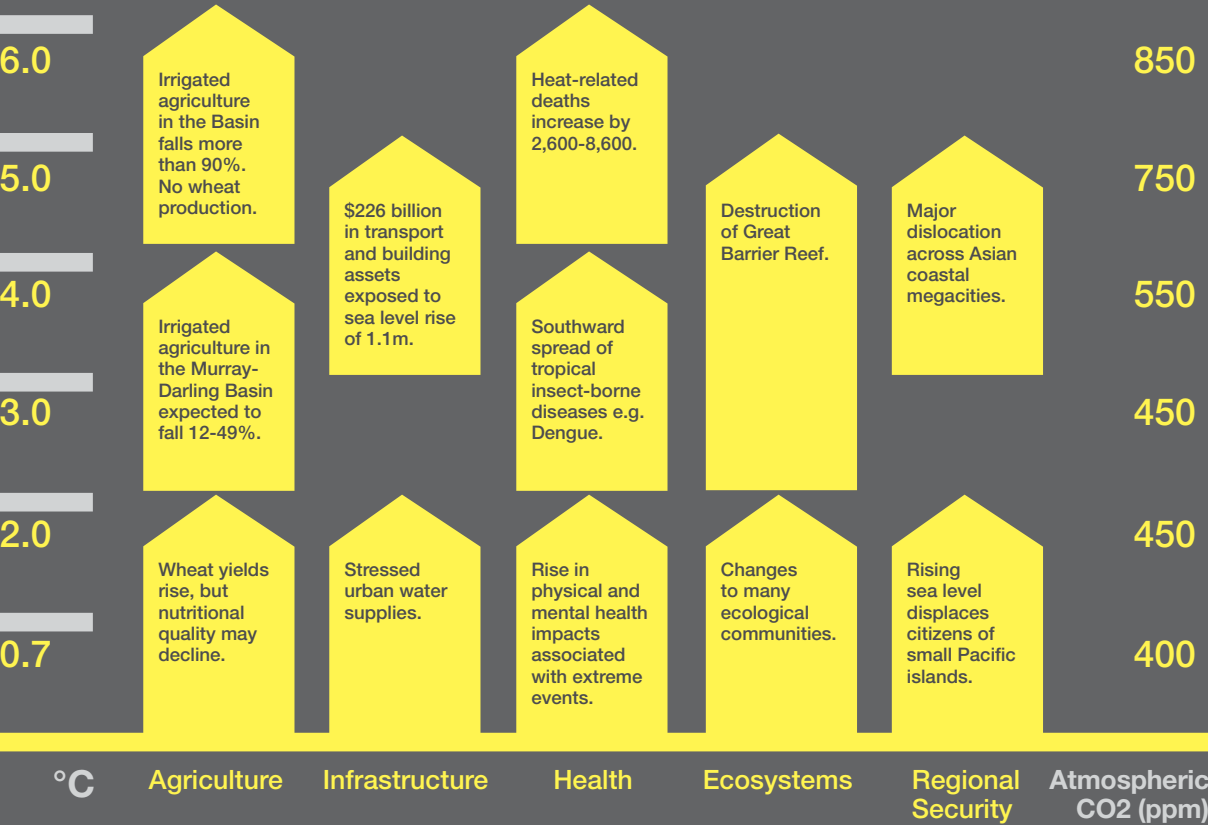 6.0
5.0
4.0
3.0
2.0
0.7
°C
Irrigated
agriculture
in the Basin
falls more
than 90%.
No wheat
production.
Irrigated
agriculture in
the Murray-
Darling Basin
expected to
fall 12-49%.
Wheat yields
rise, but
nutritional
quality may
decline.
Agriculture
$226 billion
in transport
and building
assets
exposed to
sea level rise
of 1.1m.
Stressed
urban water
supplies.
Infrastructure
Heat-related
deaths
increase by
2,600-8,600.
Southward
spread of
tropical
insect-borne
diseases e.g.
Dengue.
Rise in
physical and
mental health
impacts
associated
with extreme
events.
Health
Destruction
of Great
Barrier Reef.
Changes
to many
ecological
communities.
Ecosystems
Major
dislocation
across Asian
coastal
megacities.
Rising
sea level
displaces
citizens of
small Pacific
islands.
Regional
Security
850
750
550
450
450
400
Atmospheric
CO2 (ppm)